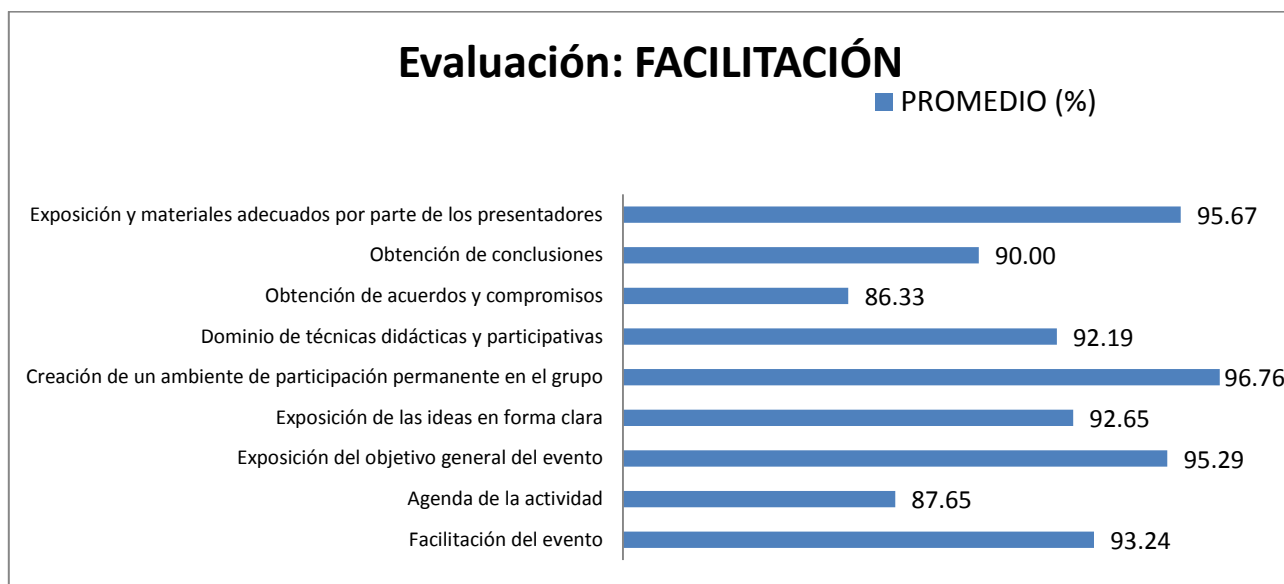 Evaluación: FACILITACIÓN
PROMEDIO (%)
Exposición y materiales adecuados por parte de los presentadores 95.67
Obtención de conclusiones 90.00
Obtención de acuerdos y compromisos 86.33
Dominio de técnicas didácticas y participativas 92.19
Creación de un ambiente de participación permanente en el grupo 96.76
Exposición de las ideas en forma clara 92.65
Exposición del objetivo general del evento 95.29
Agenda de la actividad 87.65
Facilitación del evento 93.24